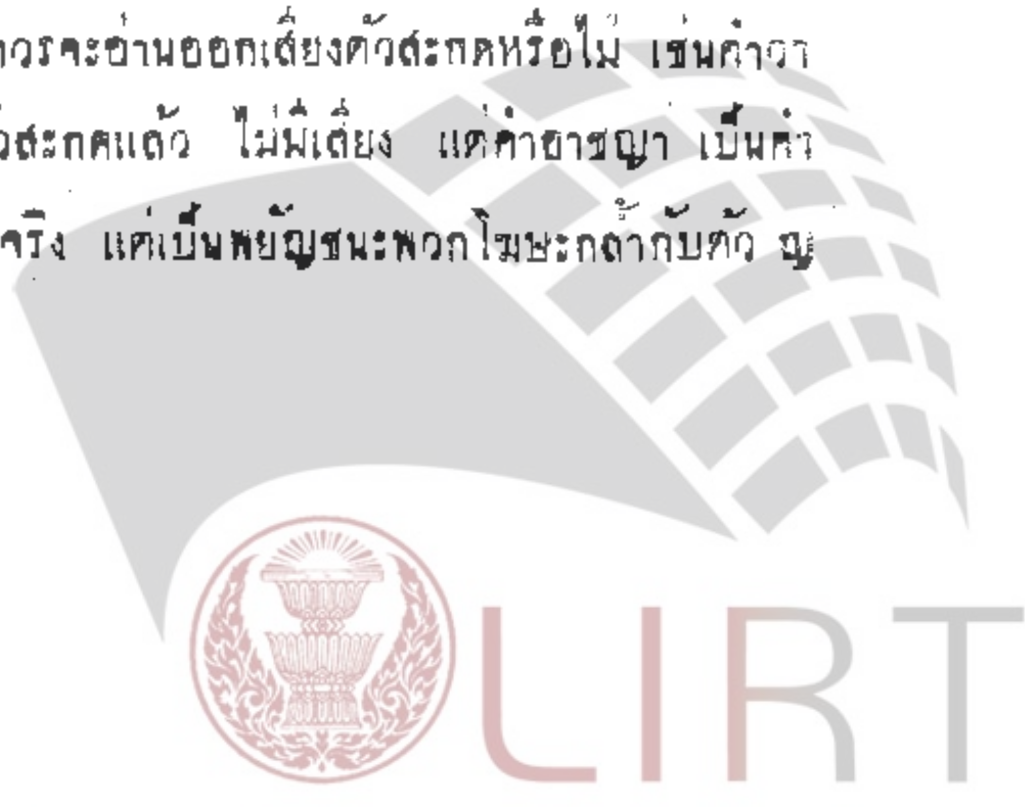 ควรจะอ่านออกเสียงตัวสะกดหรือไม่ เช่นคำว่า
วสะกดแล้ว ไม่มีเสียง แต่คำอาชญา เป็นคำ
จริง แต่เป็นพยัญชนะพวกโฆษะกล้ำกับตัว ญ
LIRT